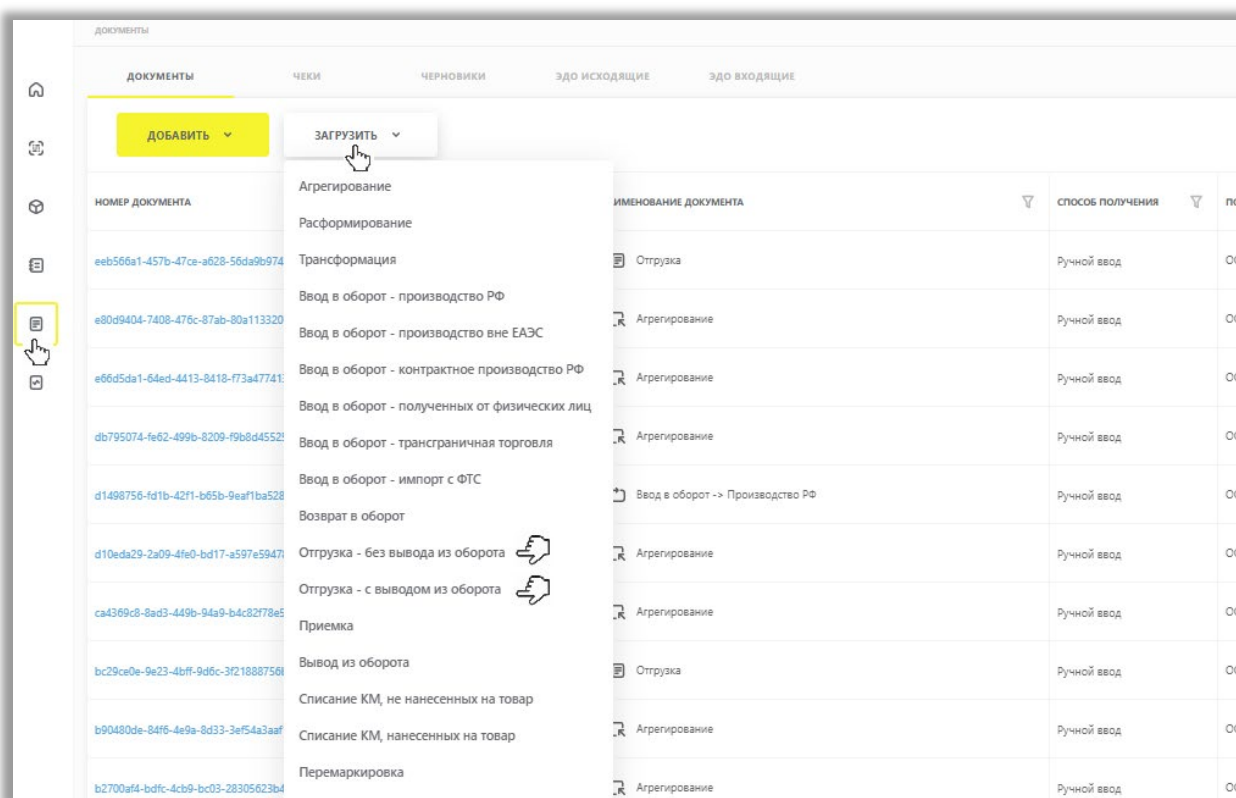 ДОКУМЕНТЫ
ДОКУМЕНТЫ ЧЕКИ ЧЕРНОВИКИ ЭДО ИСХОДЯЩИЕ ЭДО ВХОДЯЩИЕ
ДОБАВИТЬ ЗАГРУЗИТЬ
Агрегирование
НОМЕР ДОКУМЕНТА ИМЕНОВАНИЕ ДОКУМЕНТА СПОСОБ ПОЛУЧЕНИЯ
Расформирование
eeb566a1-457b-47ce-a628-56da9b974 Трансформация Отгрузка Ручной ввод
Ввод в оборот - производство РФ
e80d9404-7408-476c-87ab-80a113320 Агрегирование Ручной ввод
Ввод в оборот - производство вне ЕАЭС
Ввод в оборот - контрактное производство РФ
e66d5da1-64ed-4413-8418-f73a47741 Агрегирование Ручной ввод
Ввод в оборот - полученных от физических лиц
db795074-fe62-499b-8209-f9b8d4552 Ввод в оборот - трансграничная торговля Агрегирование Ручной ввод
Ввод в оборот - импорт с ФТС
d1498756-fd1b-42f1-b65b-9eaf1ba528 Ввод в оборот -> Производство РФ Ручной ввод
Возврат в оборот
d10eda29-2a09-4fe0-bd17-a597e5947 Отгрузка - без вывода из оборота Агрегирование Ручной ввод
Отгрузка - с выводом из оборота
ca4369c8-8ad3-449b-94a9-b4c82f78e5 Агрегирование Ручной ввод
Приемка
Вывод из оборота
bc29ce0e-9e23-4bff-9d6c-3f21888756 Отгрузка Ручной ввод
Списание КМ, не нанесенных на товар
b90480de-84f6-4e9a-8d33-3ef54a3aaf Списание КМ, нанесенных на товар Агрегирование Ручной ввод
Перемаркировка
b2700af4-bdfc-4cb9-bc03-28305623b4 Агрегирование Ручной ввод